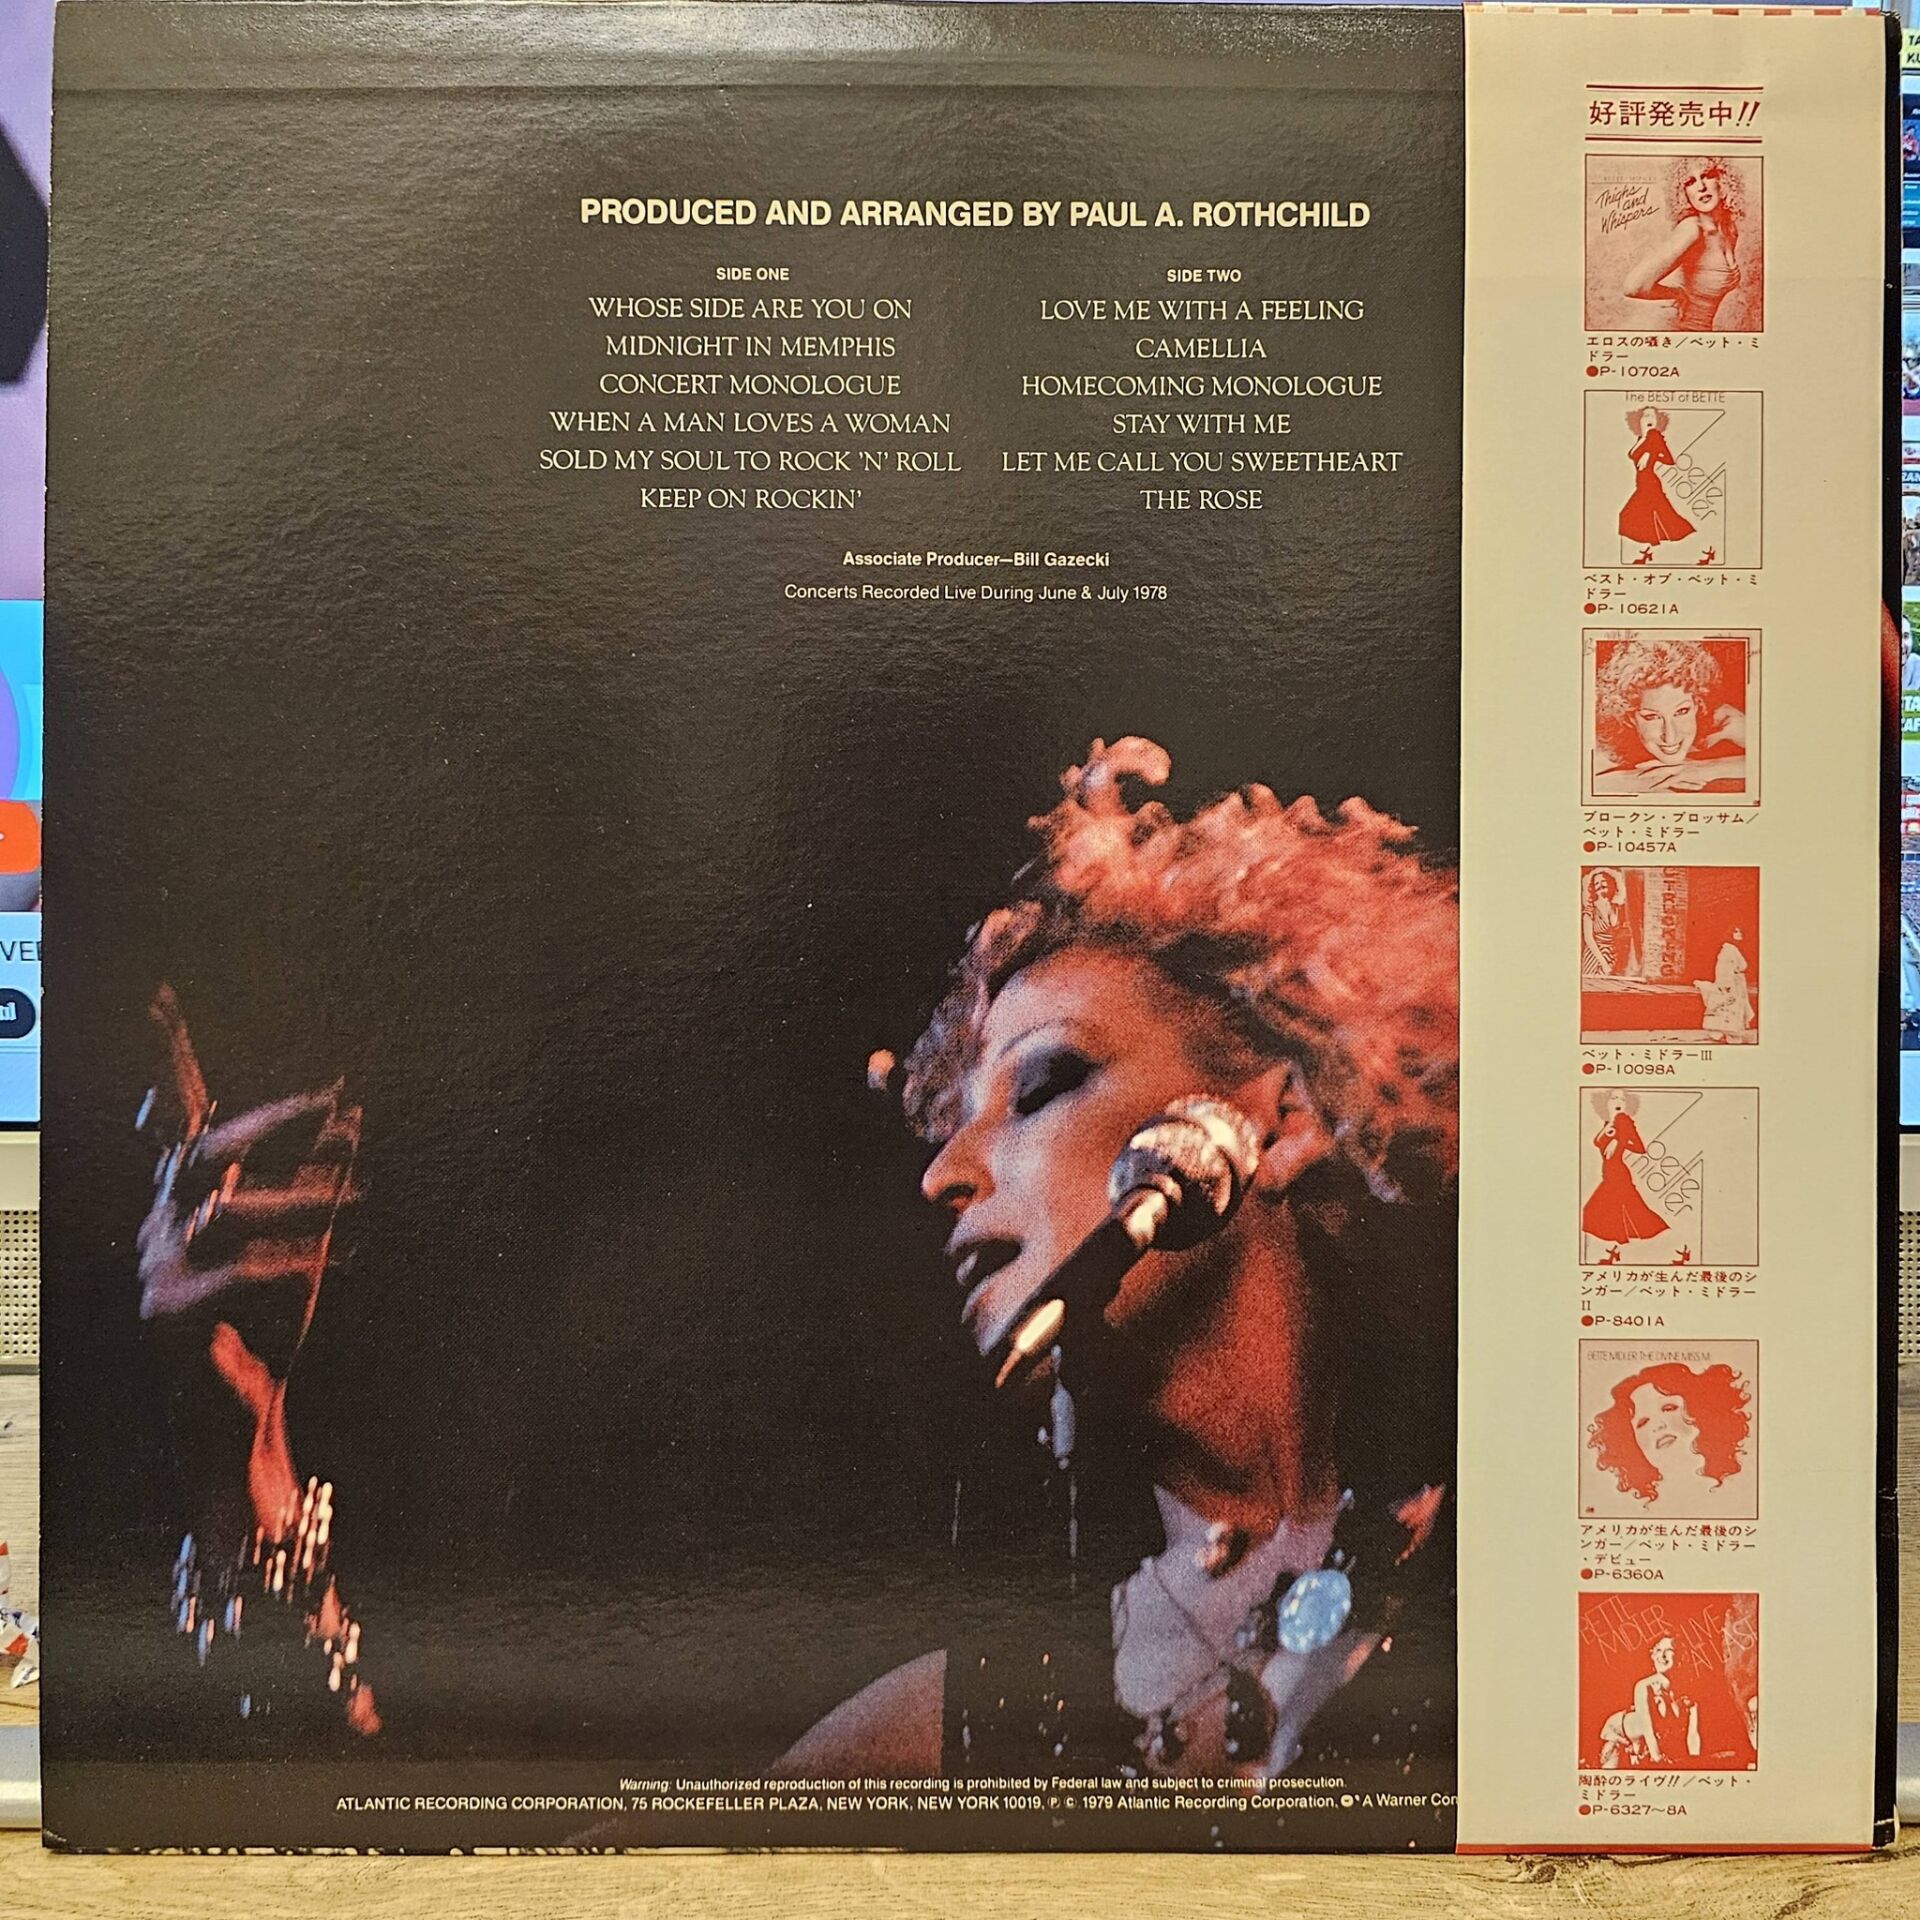 PRODUCED AND ARRANGED BY PAUL A. ROTHCHILD
SIDE ONE
WHOSE SIDE ARE YOU ON
MIDNIGHT IN MEMPHIS
CONCERT MONOLOGUE
WHEN A MAN LOVES A WOMAN
SOLD MY SOUL TO ROCK 'N' ROLL
KEEP ON ROCKIN'
SIDE TWO
LOVE ME WITH A FEELING
CAMELLIA
HOMECOMING MONOLOGUE
STAY WITH ME
LET ME CALL YOU SWEETHEART
THE ROSE
Associate Producer—Bill Gazecki
Concerts Recorded Live During June & July 1978
Warning: Unauthorized reproduction of this recording is prohibited by Federal law and subject to criminal prosecution.
ATLANTIC RECORDING CORPORATION, 75 ROCKEFELLER PLAZA, NEW YORK, NEW YORK 10019. ℗ © 1979 Atlantic Recording Corporation. A Warner Com
好評発売中!!
Thighs
and
Whispers
エロスの囁き／ベット・ミ
ドラー
●P-10702A
The BEST of BETTE
bette
midler
ベスト・オブ・ベット・ミ
ドラー
●P-10621A
ブロークン・ブロッサム／
ベット・ミドラー
●P-10457A
ベット・ミドラーIII
●P-10098A
bette
midler
アメリカが生んだ最後のシ
ンガー／ベット・ミドラー
II
●P-8401A
BETTE MIDLER THE DIVINE MISS M
アメリカが生んだ最後のシ
ンガー／ベット・ミドラー
・デビュー
●P-6360A
BETTE
MIDLER LIVE
AT LAST
陶酔のライヴ!!／ベット・
ミドラー
●P-6327〜8A